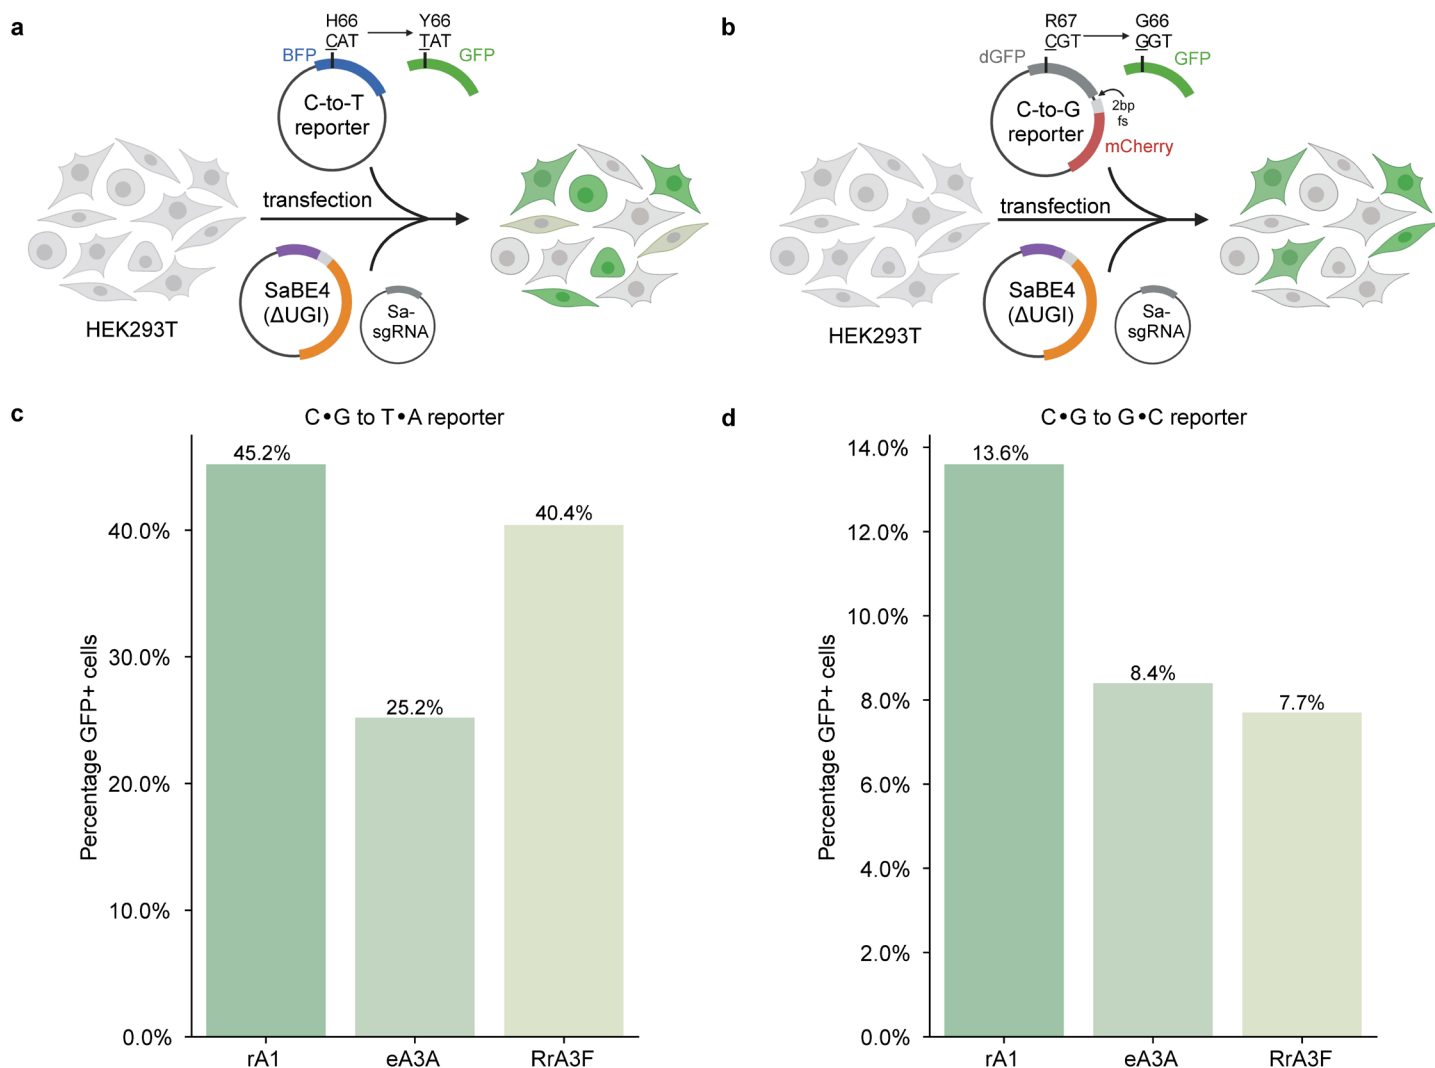 a
H66
Y66
CAT
TAT
BFP
GFP
C-to-T
reporter
transfection
SaBE4
(ΔUGI)
Sa-
sgRNA
HEK293T
b
R67
G66
CGT
GGT
dGFP
GFP
C-to-G
reporter
2bp
fs
mCherry
transfection
SaBE4
(ΔUGI)
Sa-
sgRNA
HEK293T
c
C•G to T•A reporter
Percentage GFP+ cells
40.0%
30.0%
20.0%
10.0%
0.0%
45.2%
25.2%
40.4%
rA1
eA3A
RrA3F
d
C•G to G•C reporter
Percentage GFP+ cells
14.0%
12.0%
10.0%
8.0%
6.0%
4.0%
2.0%
0.0%
13.6%
8.4%
7.7%
rA1
eA3A
RrA3F